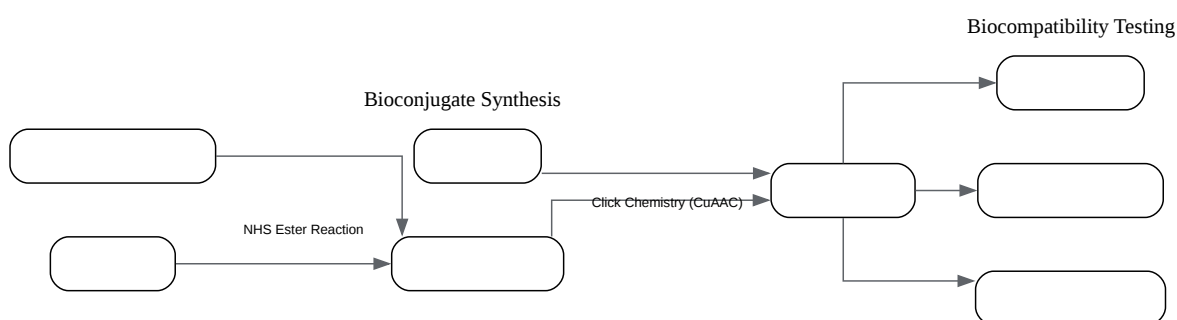 Biocompatibility Testing
Bioconjugate Synthesis
Click Chemistry (CuAAC)
NHS Ester Reaction